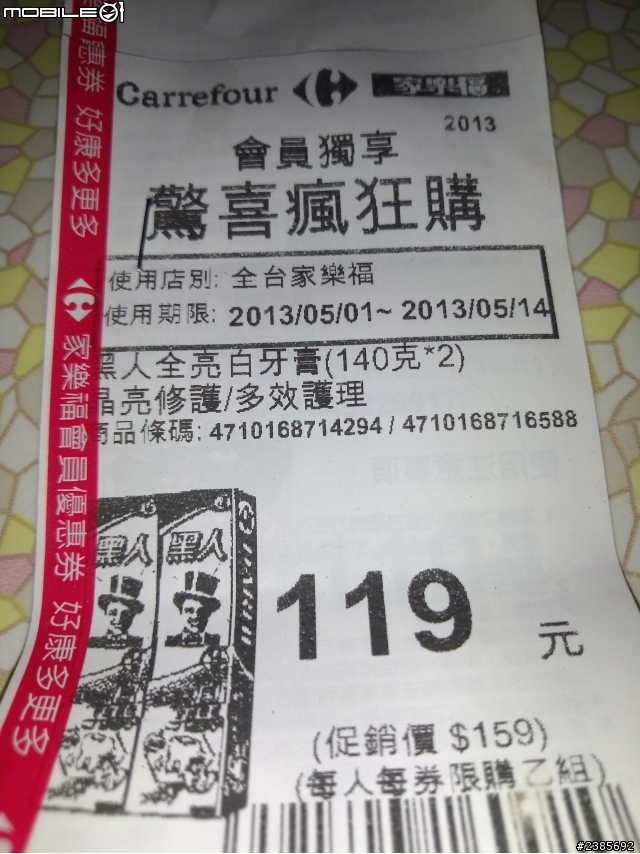 MOBILE01
Carrefour 家樂福
2013
會員獨享
驚喜瘋狂購
使用店別: 全台家樂福
使用期限: 2013/05/01~ 2013/05/14
黑人全亮白牙膏(140克*2)
晶亮修護/多效護理
商品條碼: 4710168714294 / 4710168716588
黑人 黑人
119 元
(促銷價 $159)
(每人每券限購乙組)
福惠券 好康多更多
家樂福會員優惠券 好康多更多
#2385692